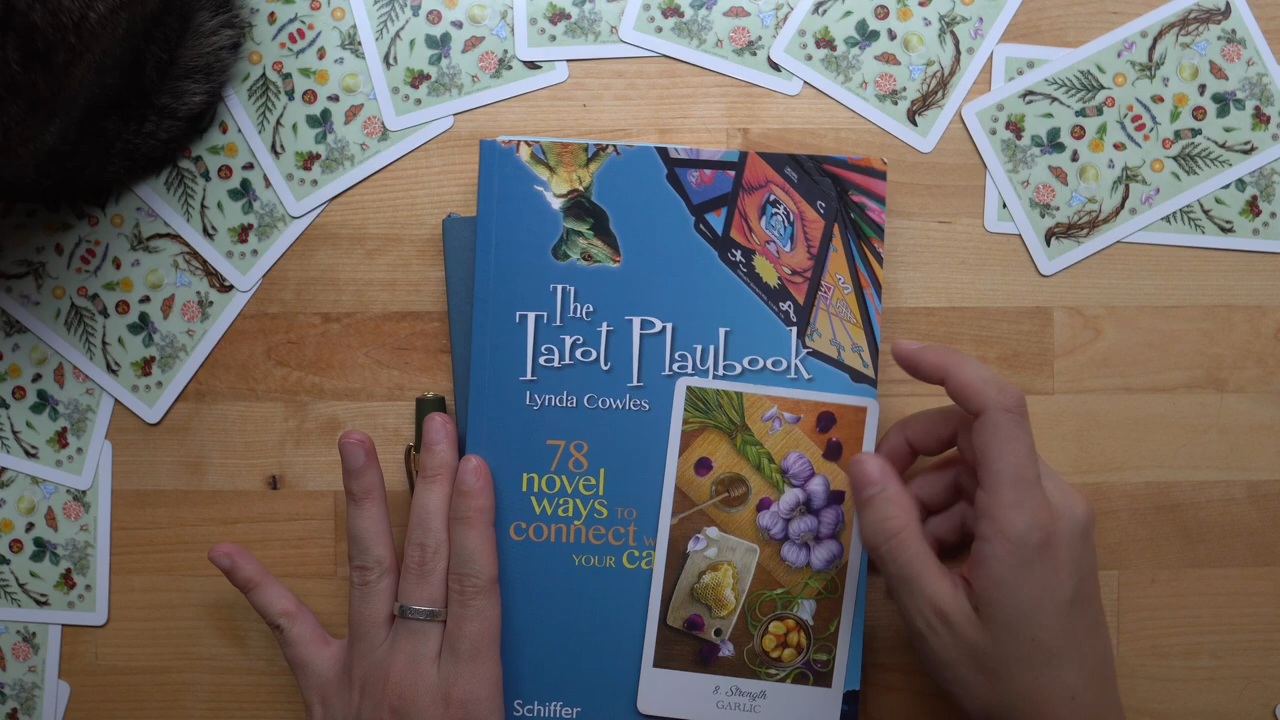 The
Tarot Playbook
Lynda Cowles
78
novel
ways TO
connect
YOUR
Schiffer
8. Strength
GARLIC